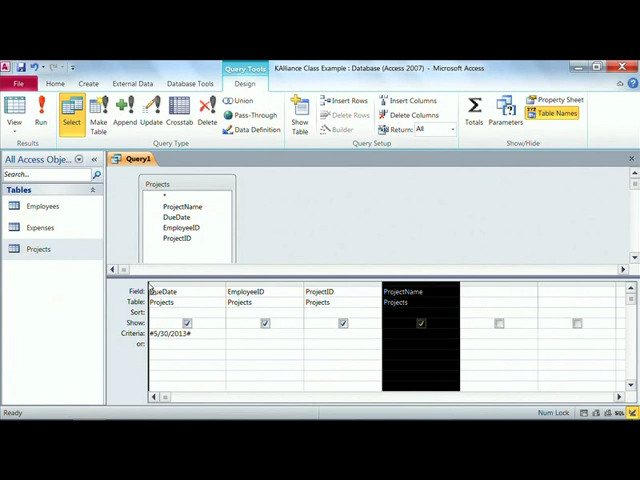 Query Tools
KAlliance Class Example : Database (Access 2007) - Microsoft Access
File Home Create External Data Database Tools Design
View Run Select Make Table Append Update Crosstab Delete
Union
Pass-Through
Data Definition
Show Table
Insert Rows
Delete Rows
Builder
Insert Columns
Delete Columns
Return: All
Totals Parameters
Property Sheet
Table Names
Results Query Type Query Setup Show/Hide
All Access Obje... «
Search...
Tables
Employees
Expenses
Projects
Query1
Projects
*
ProjectName
DueDate
EmployeeID
ProjectID
Field: DueDate EmployeeID ProjectID ProjectName
Table: Projects Projects Projects Projects
Sort:
Show:
Criteria: #5/30/2013#
or:
Ready Num Lock SQL